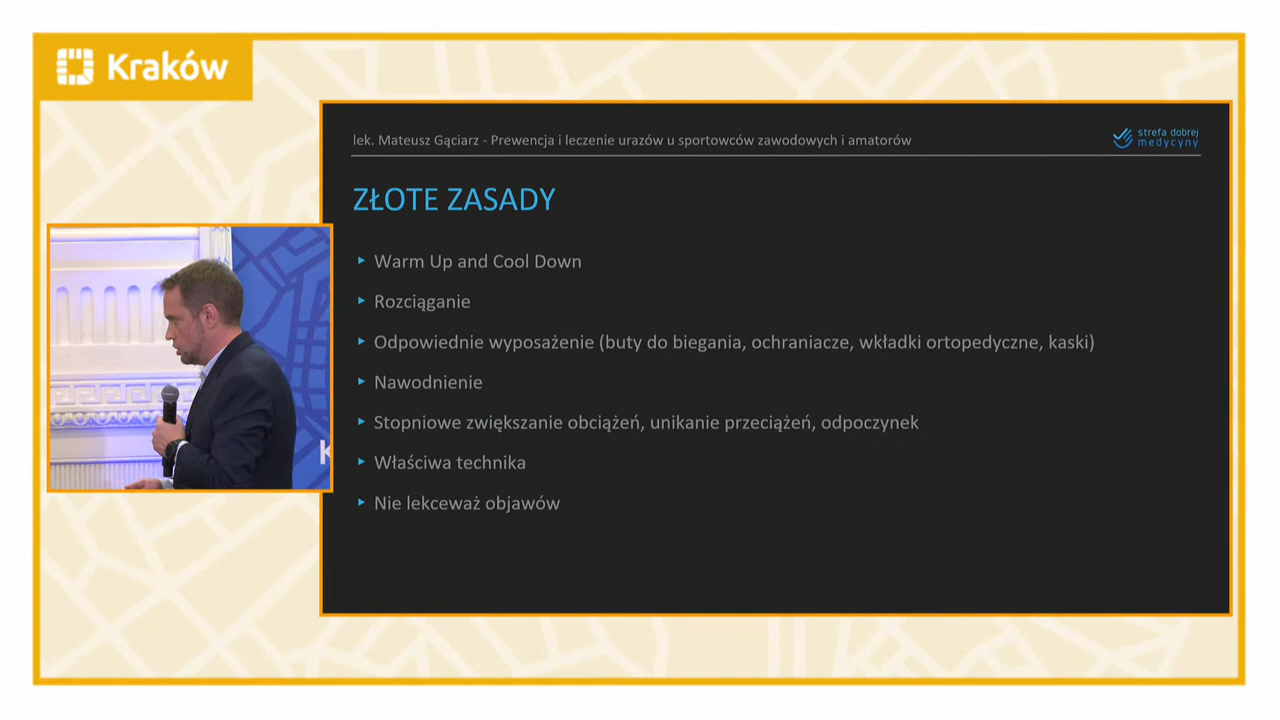 Kraków
lek. Mateusz Gąciarz - Prewencja i leczenie urazów u sportowców zawodowych i amatorów
strefa dobrej
medycyny
ZŁOTE ZASADY
Warm Up and Cool Down
Rozciąganie
Odpowiednie wyposażenie (buty do biegania, ochraniacze, wkładki ortopedyczne, kaski)
Nawodnienie
Stopniowe zwiększanie obciążeń, unikanie przeciążeń, odpoczynek
Właściwa technika
Nie lekceważ objawów
K